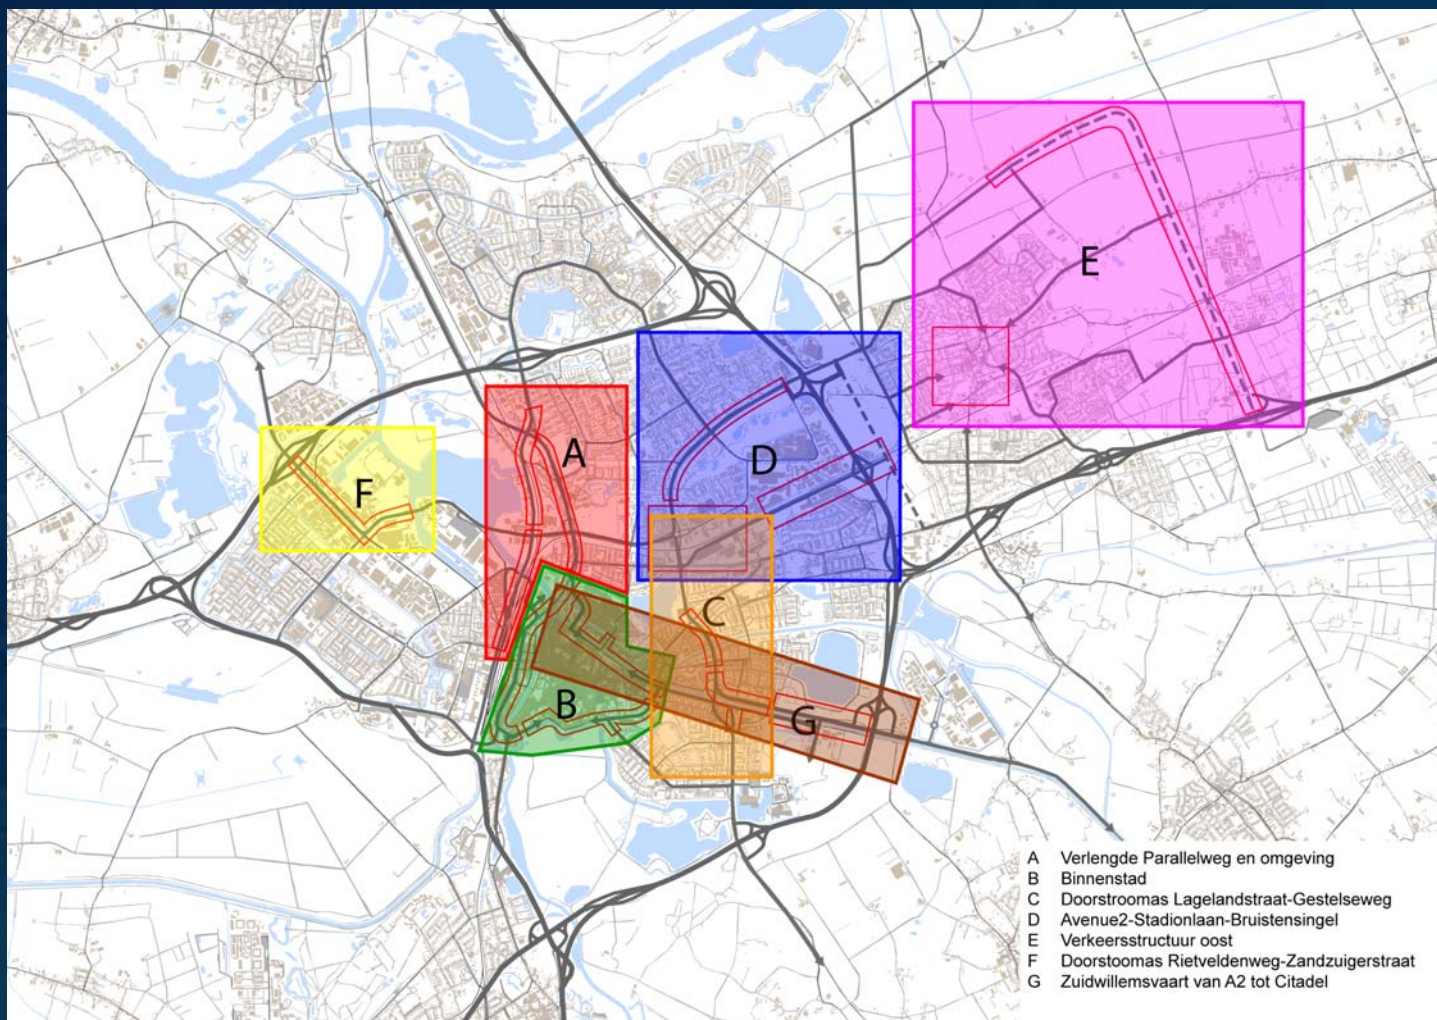 E
A
D
F
C
B
G
A Verlengde Parallelweg en omgeving
B Binnenstad
C Doorstroomas Lagelandstraat-Gestelseweg
D Avenue2-Stadionlaan-Bruistensingel
E Verkeersstructuur oost
F Doorstoomas Rietveldenweg-Zandzuigerstraat
G Zuidwillemsvaart van A2 tot Citadel